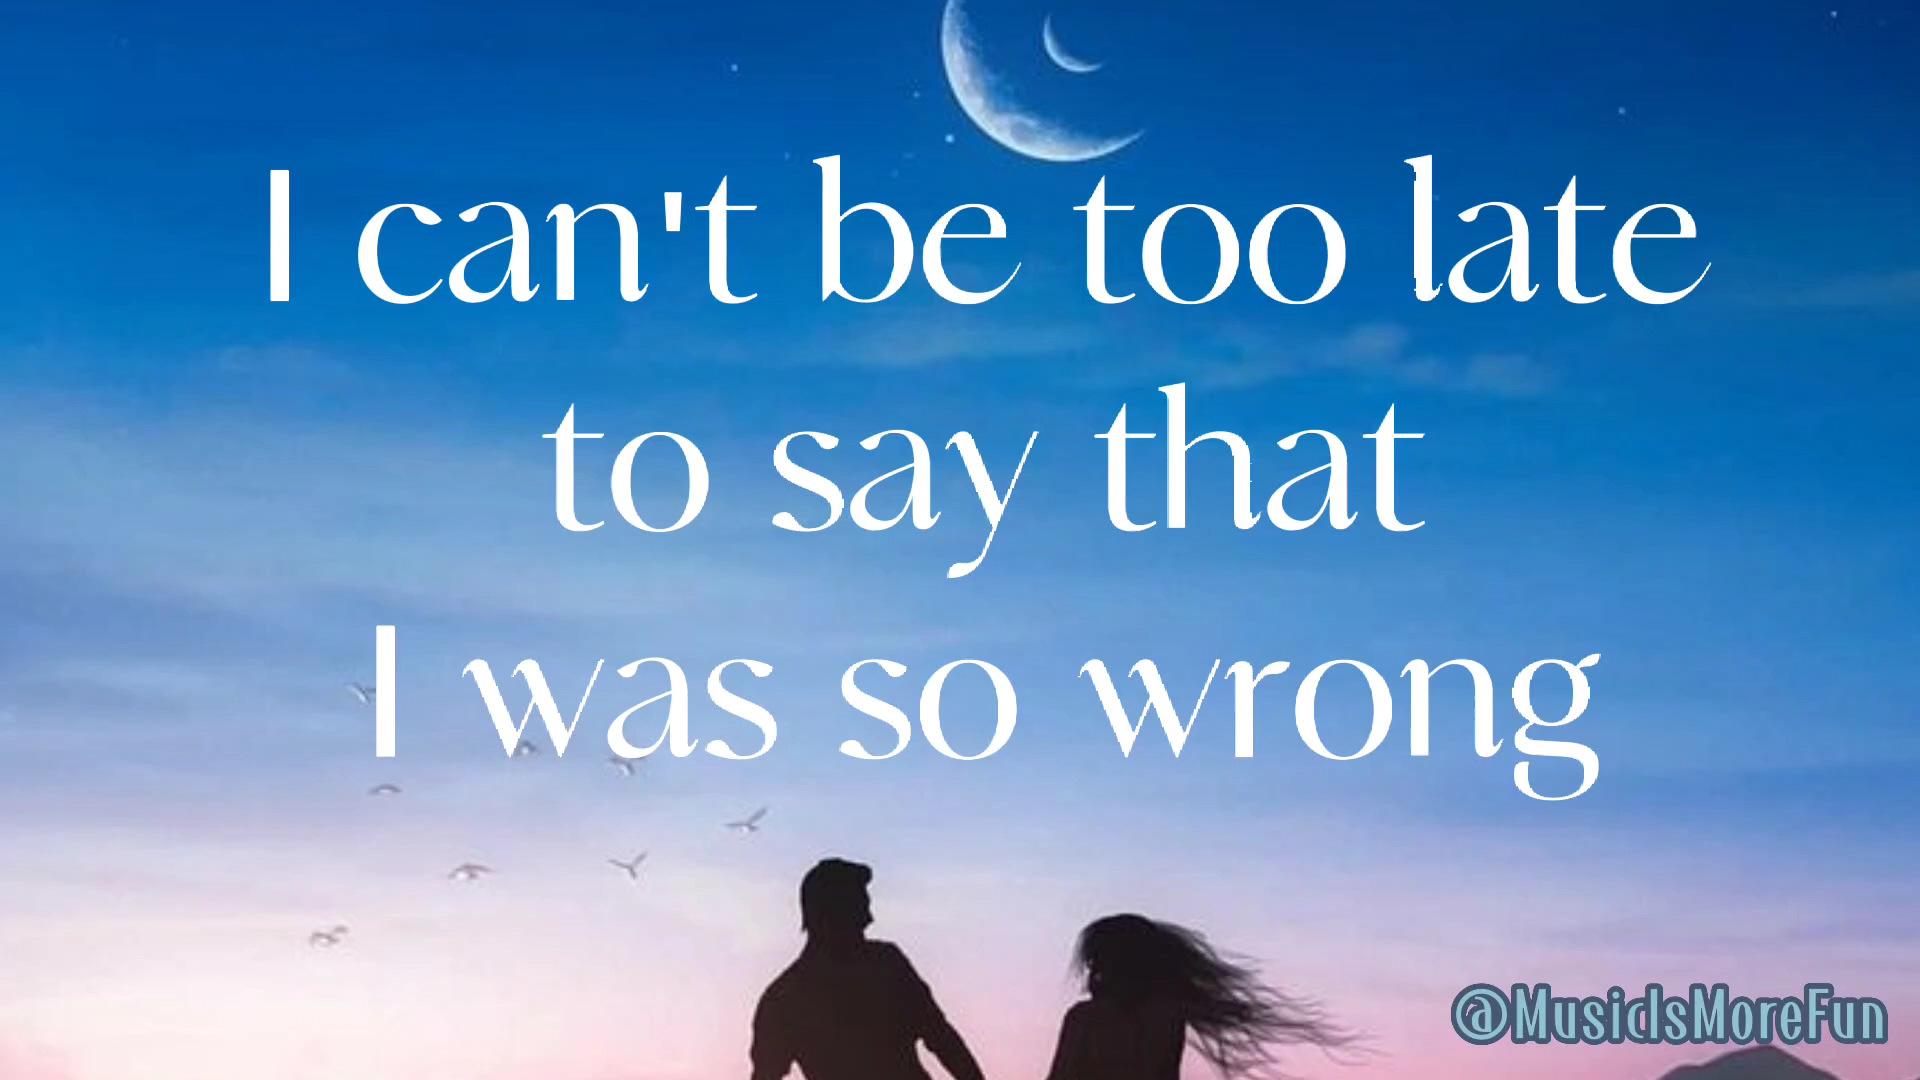 I can't be too late
to say that
I was so wrong
@MusicIsMoreFun